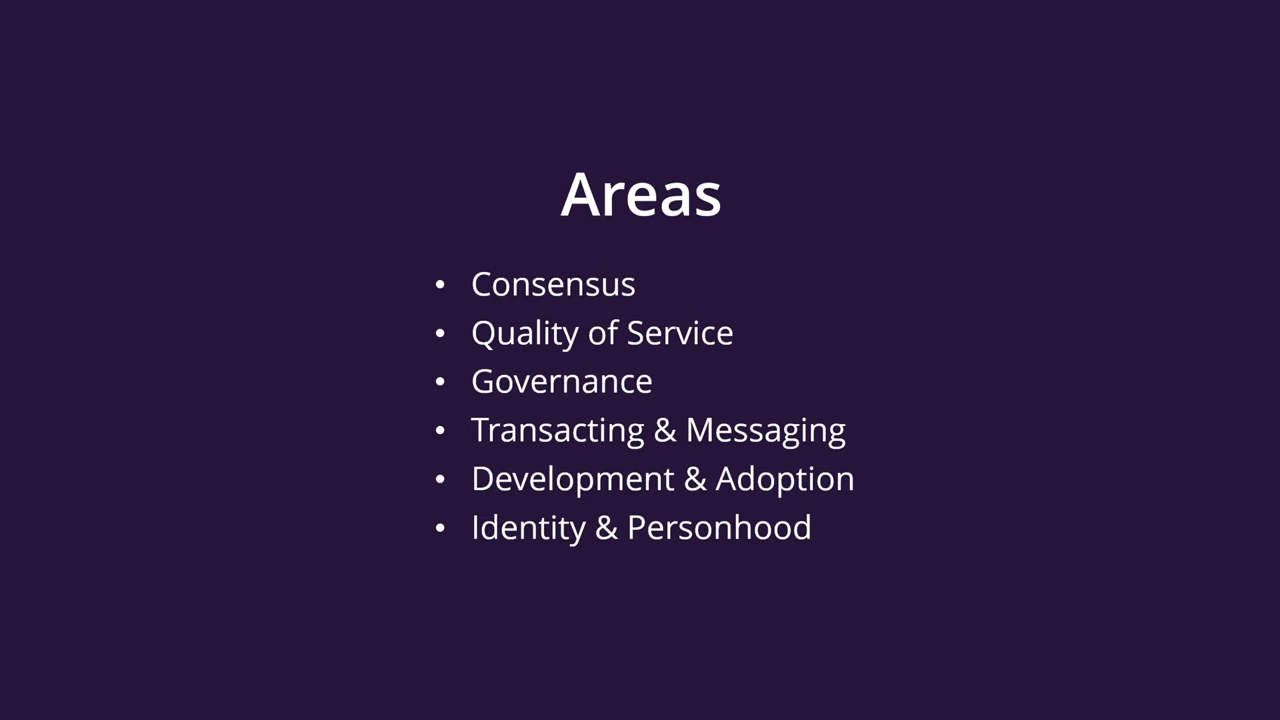 Areas
• Consensus
• Quality of Service
• Governance
• Transacting & Messaging
• Development & Adoption
• Identity & Personhood